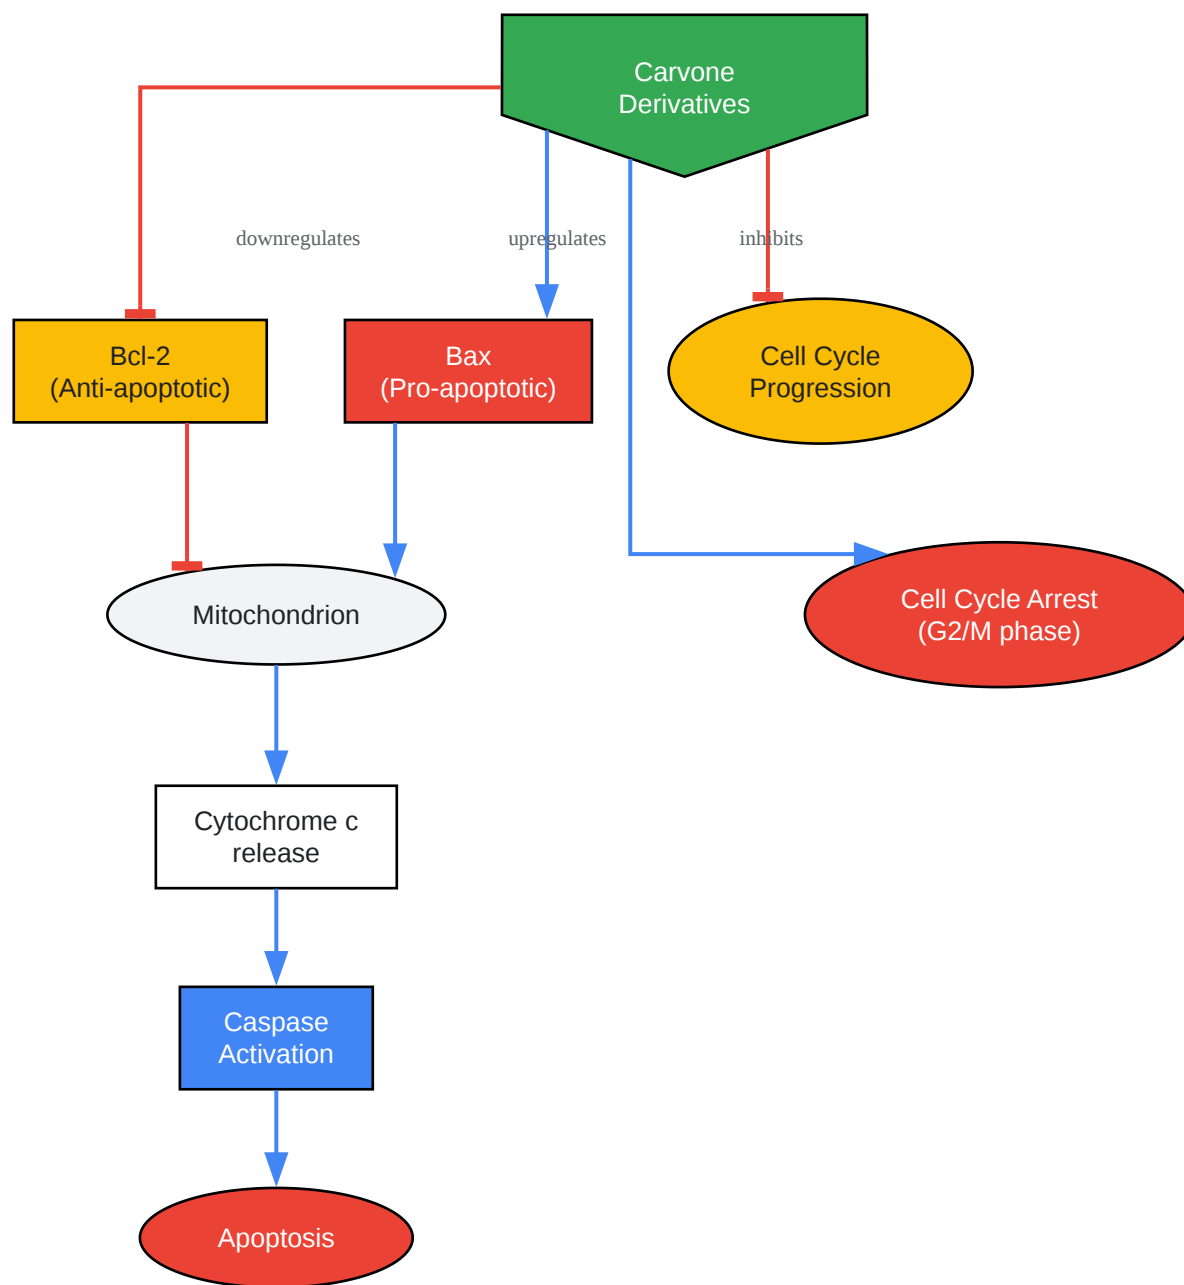 Carvone
Derivatives
downregulates
upregulates
inhibits
Bcl-2
(Anti-apoptotic)
Bax
(Pro-apoptotic)
Cell Cycle
Progression
Mitochondrion
Cell Cycle Arrest
(G2/M phase)
Cytochrome c
release
Caspase
Activation
Apoptosis